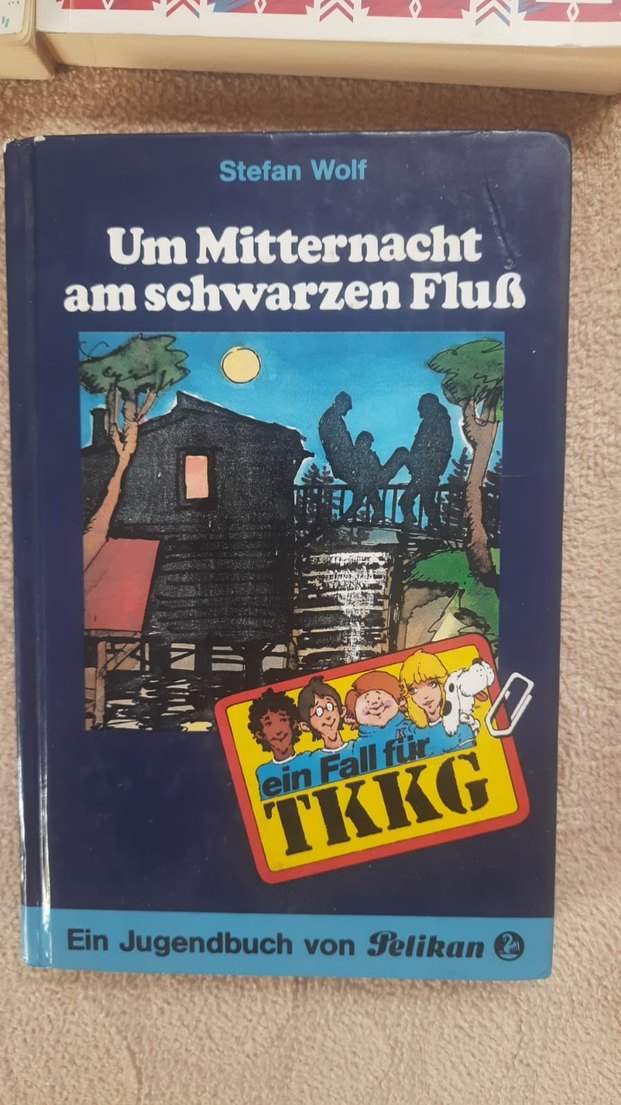 Stefan Wolf
Um Mitternacht
am schwarzen Fluß
ein Fall für
TKKG
Ein Jugendbuch von Pelikan